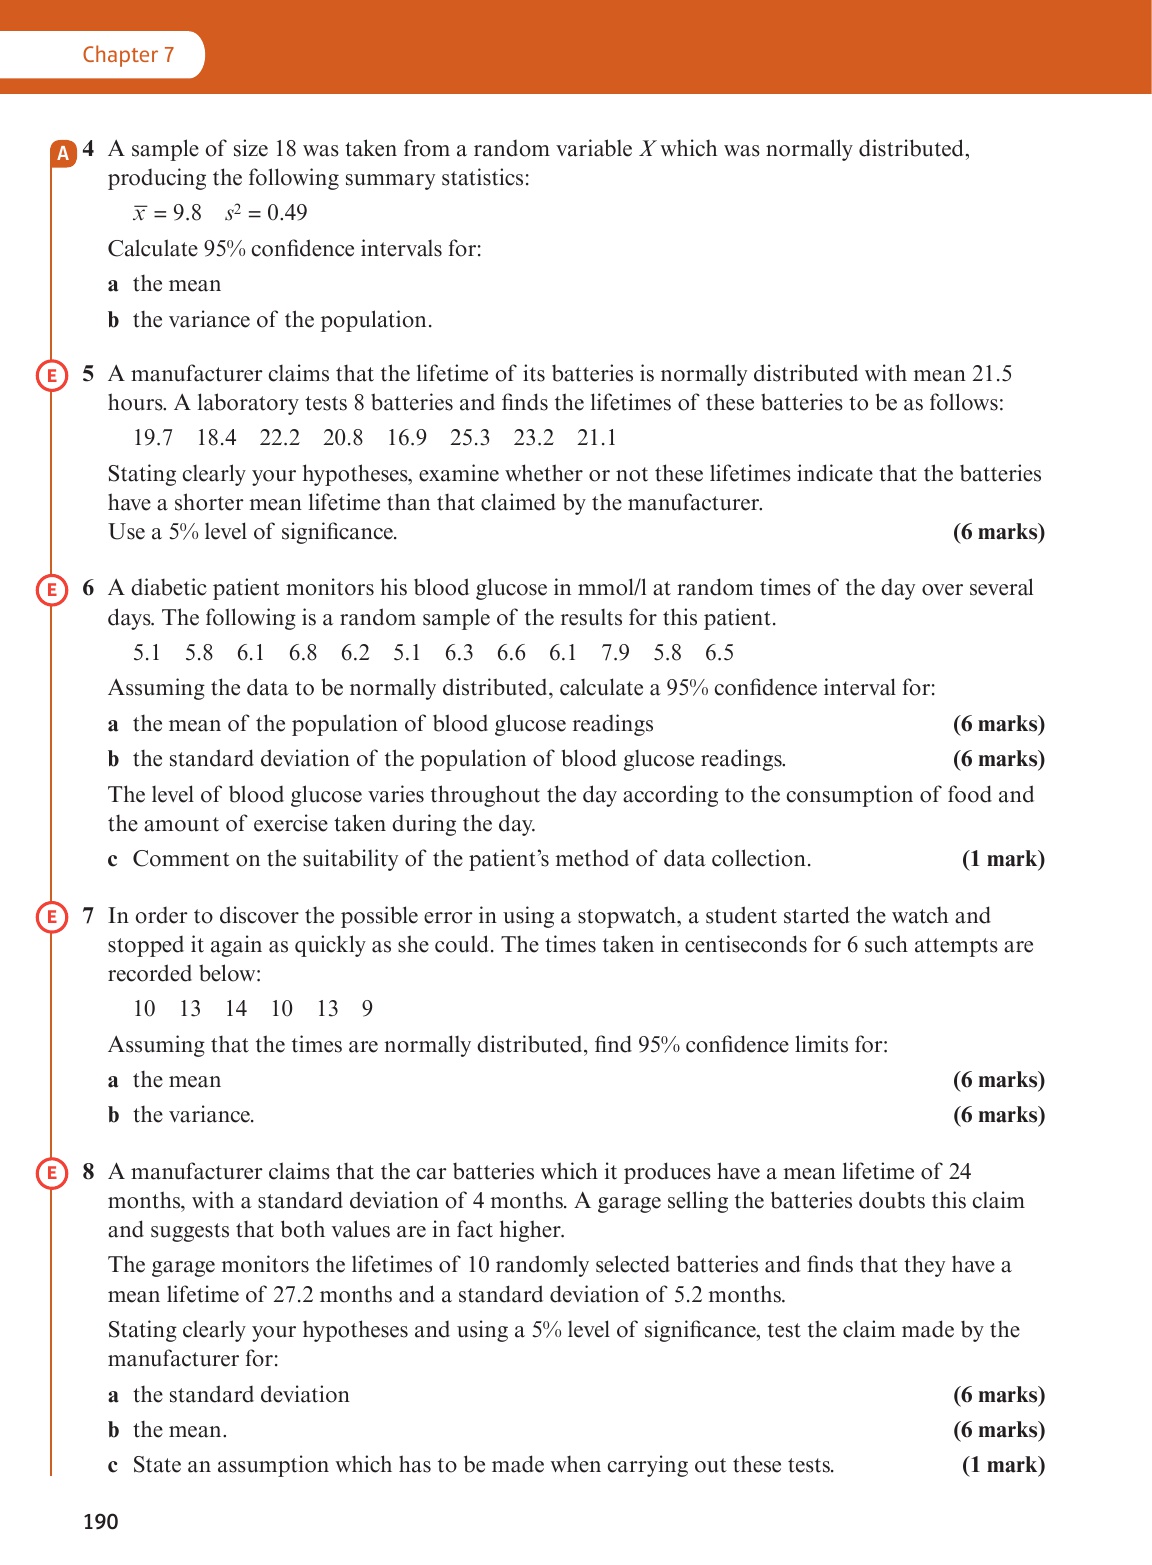 Chapter 7
A 4 A sample of size 18 was taken from a random variable X which was normally distributed,
producing the following summary statistics:
x̅ = 9.8 s² = 0.49
Calculate 95% confidence intervals for:
a the mean
b the variance of the population.
E 5 A manufacturer claims that the lifetime of its batteries is normally distributed with mean 21.5
hours. A laboratory tests 8 batteries and finds the lifetimes of these batteries to be as follows:
19.7 18.4 22.2 20.8 16.9 25.3 23.2 21.1
Stating clearly your hypotheses, examine whether or not these lifetimes indicate that the batteries
have a shorter mean lifetime than that claimed by the manufacturer.
Use a 5% level of significance. (6 marks)
E 6 A diabetic patient monitors his blood glucose in mmol/l at random times of the day over several
days. The following is a random sample of the results for this patient.
5.1 5.8 6.1 6.8 6.2 5.1 6.3 6.6 6.1 7.9 5.8 6.5
Assuming the data to be normally distributed, calculate a 95% confidence interval for:
a the mean of the population of blood glucose readings (6 marks)
b the standard deviation of the population of blood glucose readings. (6 marks)
The level of blood glucose varies throughout the day according to the consumption of food and
the amount of exercise taken during the day.
c Comment on the suitability of the patient's method of data collection. (1 mark)
E 7 In order to discover the possible error in using a stopwatch, a student started the watch and
stopped it again as quickly as she could. The times taken in centiseconds for 6 such attempts are
recorded below:
10 13 14 10 13 9
Assuming that the times are normally distributed, find 95% confidence limits for:
a the mean (6 marks)
b the variance. (6 marks)
E 8 A manufacturer claims that the car batteries which it produces have a mean lifetime of 24
months, with a standard deviation of 4 months. A garage selling the batteries doubts this claim
and suggests that both values are in fact higher.
The garage monitors the lifetimes of 10 randomly selected batteries and finds that they have a
mean lifetime of 27.2 months and a standard deviation of 5.2 months.
Stating clearly your hypotheses and using a 5% level of significance, test the claim made by the
manufacturer for:
a the standard deviation (6 marks)
b the mean. (6 marks)
c State an assumption which has to be made when carrying out these tests. (1 mark)
190